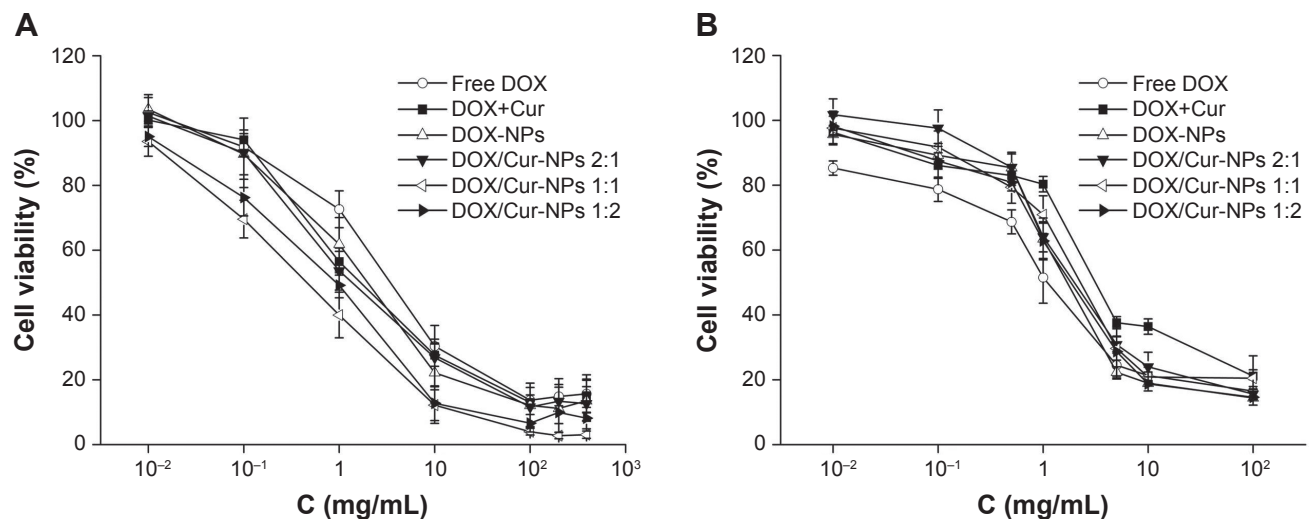 A
Cell viability (%)
120
100
80
60
40
20
0
10⁻²
10⁻¹
1
10
10²
10³
C (mg/mL)
Free DOX
DOX+Cur
DOX-NPs
DOX/Cur-NPs 2:1
DOX/Cur-NPs 1:1
DOX/Cur-NPs 1:2
B
Cell viability (%)
120
100
80
60
40
20
0
10⁻²
10⁻¹
1
10
10²
C (mg/mL)
Free DOX
DOX+Cur
DOX-NPs
DOX/Cur-NPs 2:1
DOX/Cur-NPs 1:1
DOX/Cur-NPs 1:2